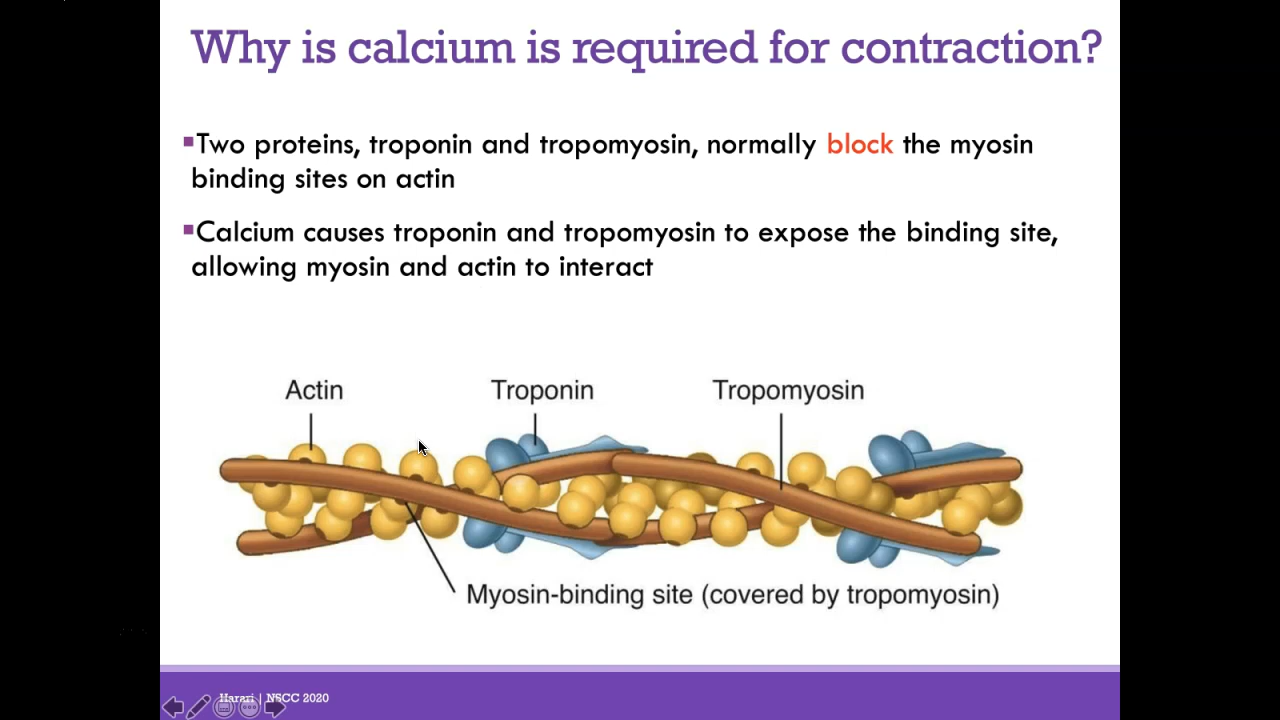 Why is calcium is required for contraction?
▪Two proteins, troponin and tropomyosin, normally block the myosin
binding sites on actin
▪Calcium causes troponin and tropomyosin to expose the binding site,
allowing myosin and actin to interact
Actin Troponin Tropomyosin
Myosin-binding site (covered by tropomyosin)
Harari | NSCC 2020